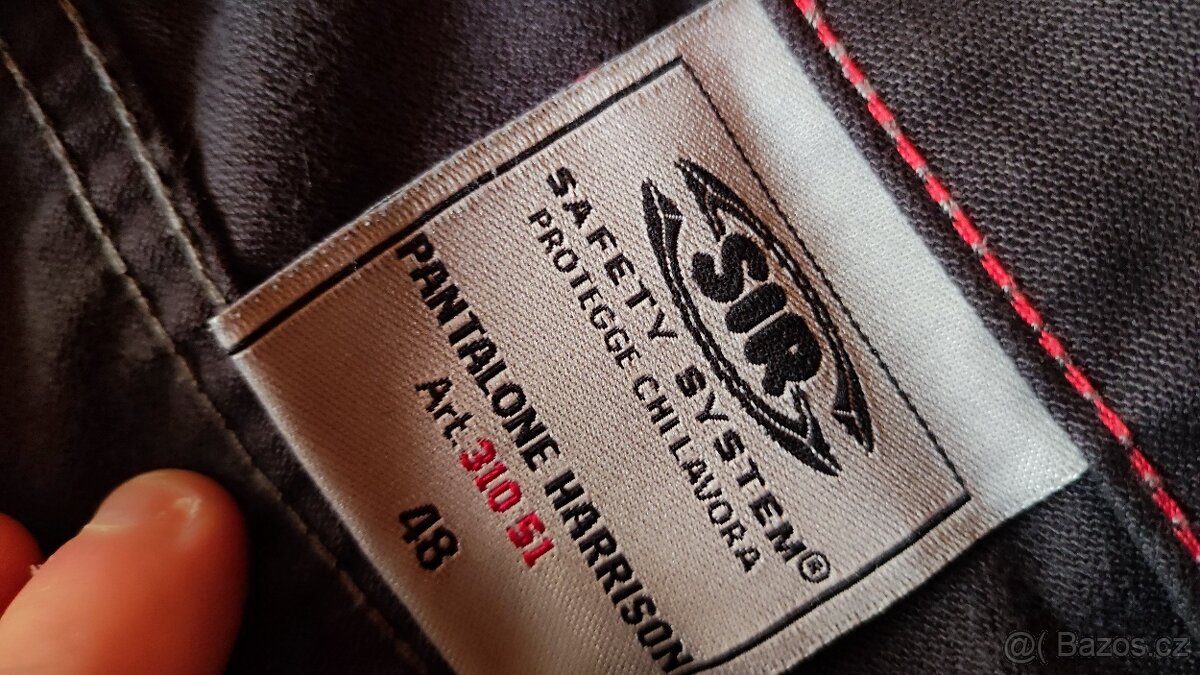 SIR
SAFETY SYSTEM®
PROTEGGE CHI LAVORA
PANTALONE HARRISON
Art. 310 51
48
@( Bazos.cz